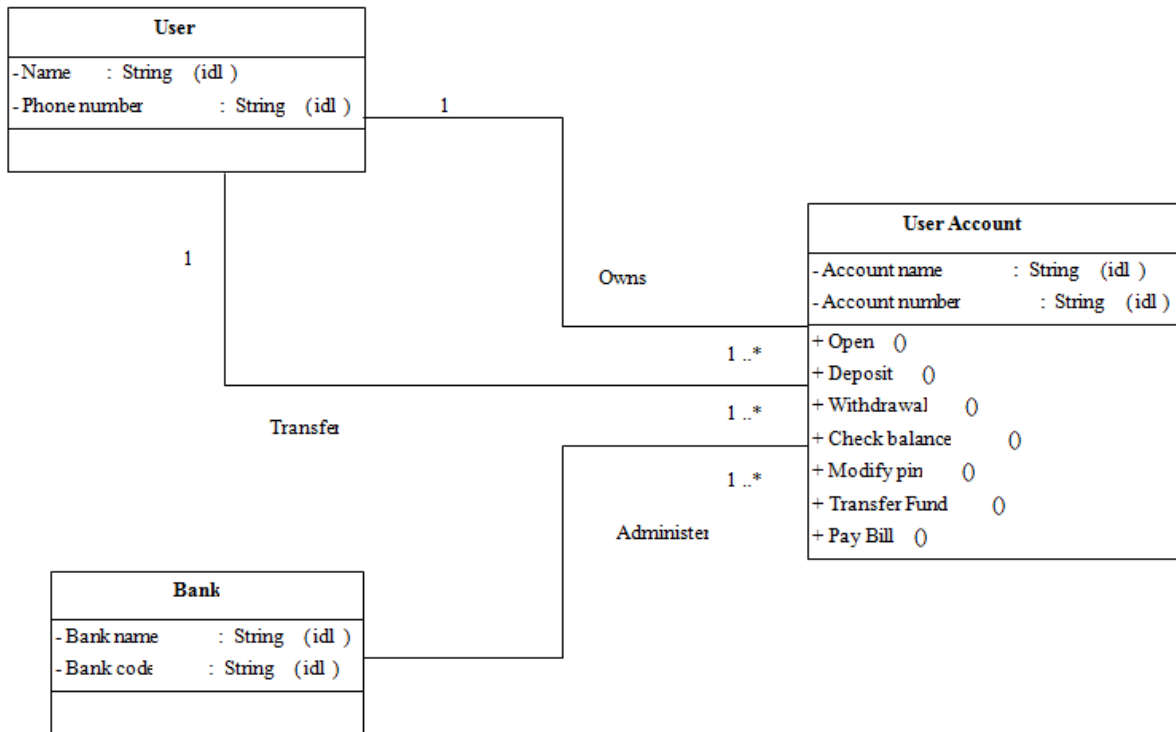 User
- Name : String (idl )
- Phone number : String (idl )
1
1
User Account
- Account name : String (idl )
- Account number : String (idl )
Owns
+ Open ()
1 ..*
+ Deposit ()
+ Withdrawal ()
1 ..*
Transfer
+ Check balance ()
+ Modify pin ()
1 ..*
+ Transfer Fund ()
Administer
+ Pay Bill ()
Bank
- Bank name : String (idl )
- Bank code : String (idl )